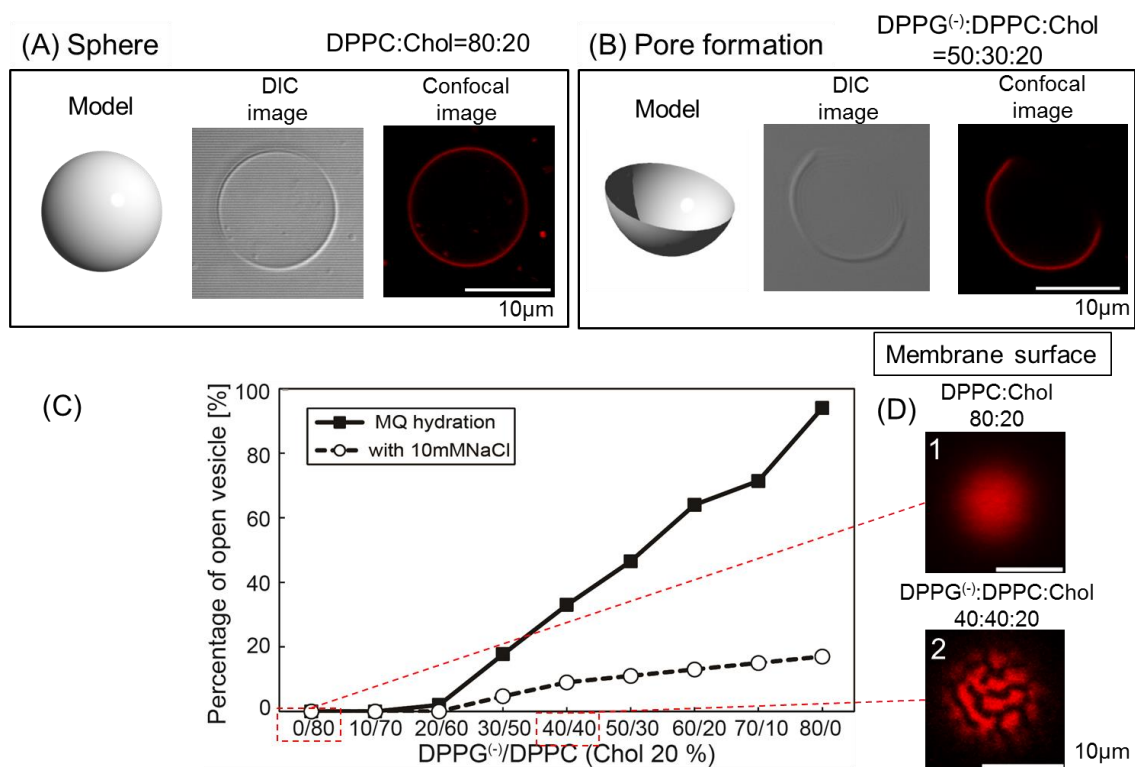 (A) Sphere
DPPC:Chol=80:20
Model
DIC
image
Confocal
image
10μm
(B) Pore formation
DPPG(-):DPPC:Chol
=50:30:20
Model
DIC
image
Confocal
image
10μm
Membrane surface
(C)
Percentage of open vesicle [%]
100
80
60
40
20
0
MQ hydration
with 10mMNaCl
0/80 10/70 20/60 30/50 40/40 50/30 60/20 70/10 80/0
DPPG(-)/DPPC (Chol 20 %)
(D)
DPPC:Chol
80:20
1
DPPG(-):DPPC:Chol
40:40:20
2
10μm